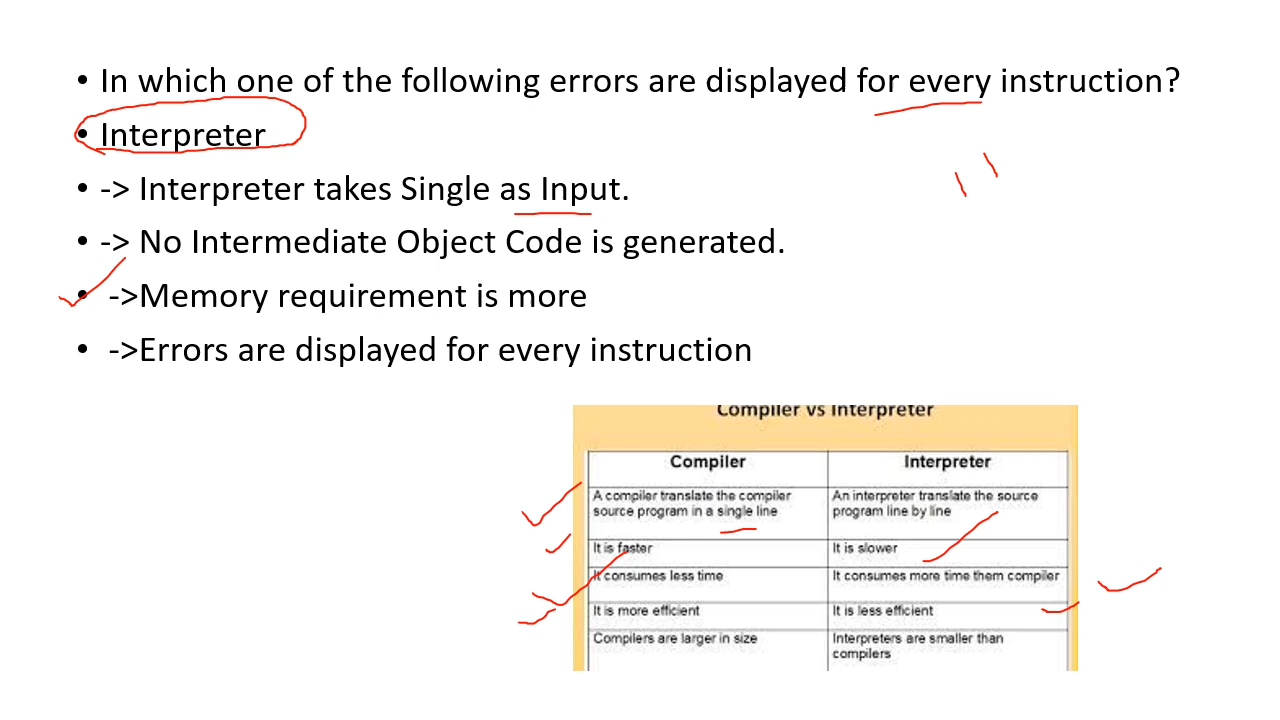 • In which one of the following errors are displayed for every instruction?
• Interpreter
• -> Interpreter takes Single as Input.
• -> No Intermediate Object Code is generated.
• ->Memory requirement is more
• ->Errors are displayed for every instruction
Compiler vs Interpreter
Compiler Interpreter
A compiler translate the compiler
source program in a single line
An interpreter translate the source
program line by line
It is faster
It is slower
It consumes less time
It consumes more time them compiler
It is more efficient
It is less efficient
Compilers are larger in size
Interpreters are smaller than
compilers